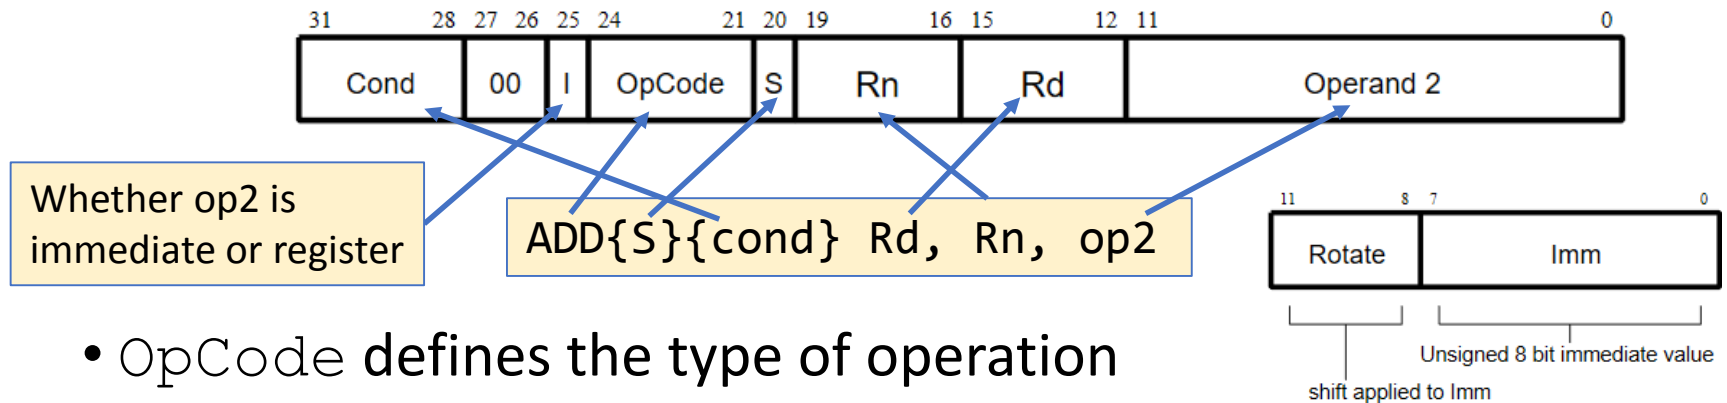 31 28 27 26 25 24 21 20 19 16 15 12 11 0
Cond 00 I OpCode S Rn Rd Operand 2
Whether op2 is
immediate or register
ADD{S}{cond} Rd, Rn, op2
11 8 7 0
Rotate Imm
Unsigned 8 bit immediate value
shift applied to Imm
• OpCode defines the type of operation